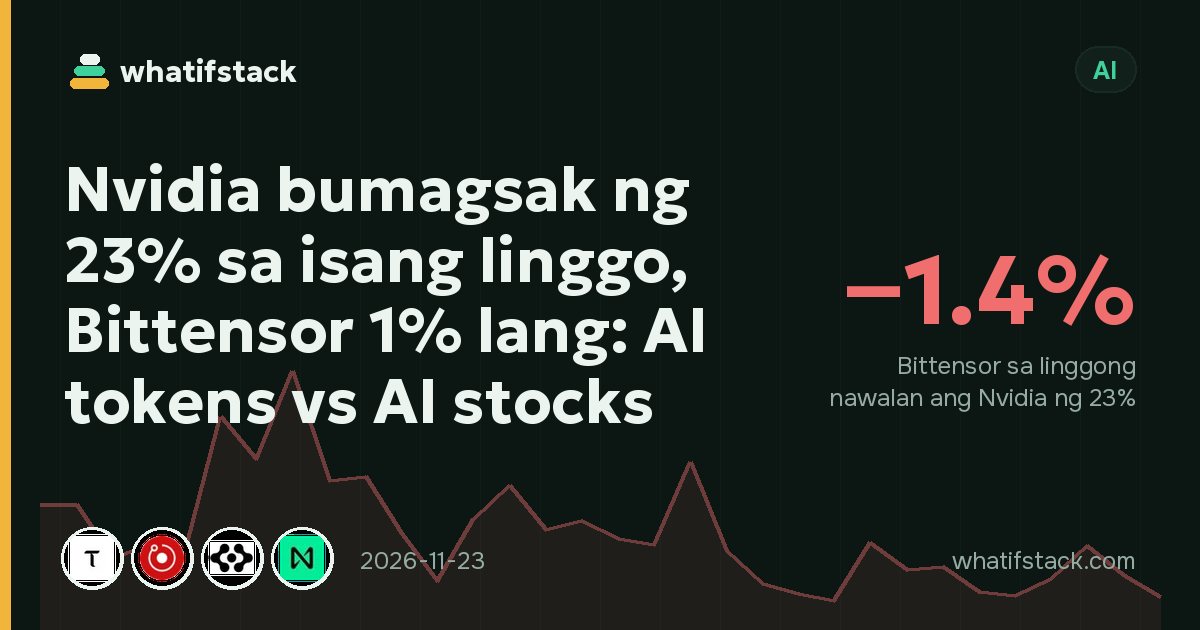 whatifstack
AI
Nvidia bumagsak ng
23% sa isang linggo,
Bittensor 1% lang: AI
tokens vs AI stocks
−1.4%
Bittensor sa linggong
nawalan ang Nvidia ng 23%
τ
2026-11-23
whatifstack.com